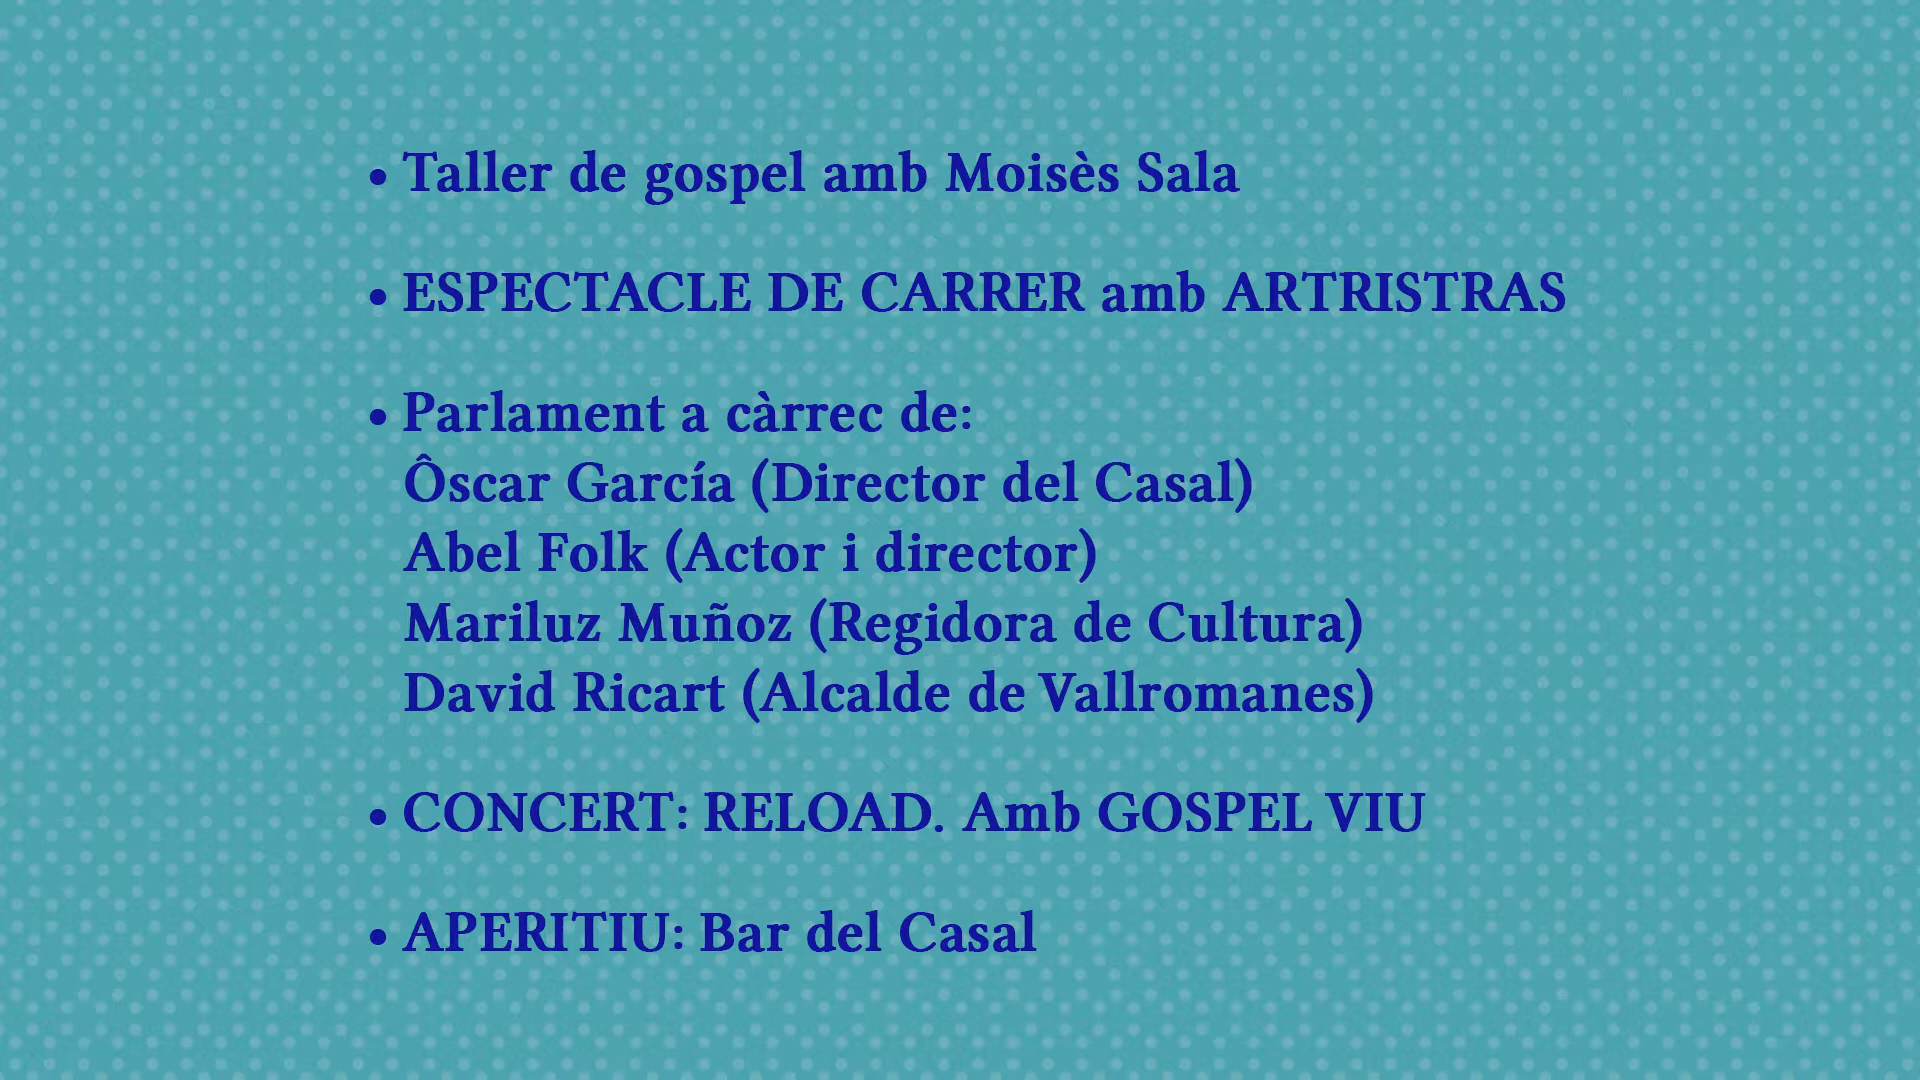 • Taller de gospel amb Moisès Sala
• ESPECTACLE DE CARRER amb ARTRISTRAS
• Parlament a càrrec de:
Ôscar García (Director del Casal)
Abel Folk (Actor i director)
Mariluz Muñoz (Regidora de Cultura)
David Ricart (Alcalde de Vallromanes)
• CONCERT: RELOAD. Amb GOSPEL VIU
• APERITIU: Bar del Casal